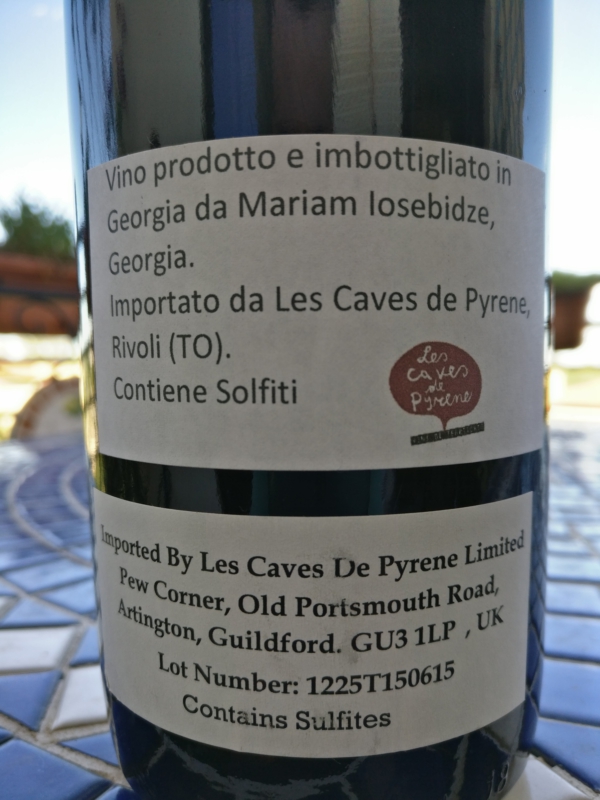 Vino prodotto e imbottigliato in
Georgia da Mariam Iosebidze,
Georgia.
Importato da Les Caves de Pyrene,
Rivoli (TO).
Contiene Solfiti
Les
caves
de
Pyrene
Imported By Les Caves De Pyrene Limited
Pew Corner, Old Portsmouth Road,
Artington, Guildford. GU3 1LP , UK
Lot Number: 1225T150615
Contains Sulfites